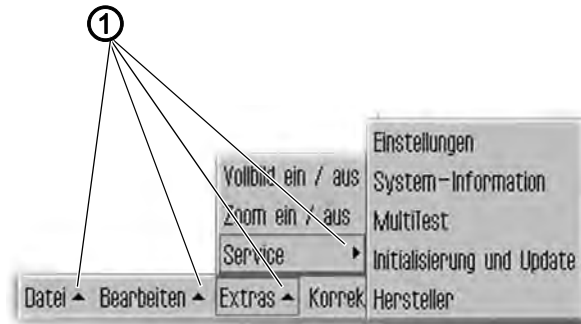 1
Einstellungen
Vollbild ein / aus
System-Information
Zoom ein / aus
MultiTest
Service
Initialisierung und Update
Datei Bearbeiten Extras Korrek
Hersteller